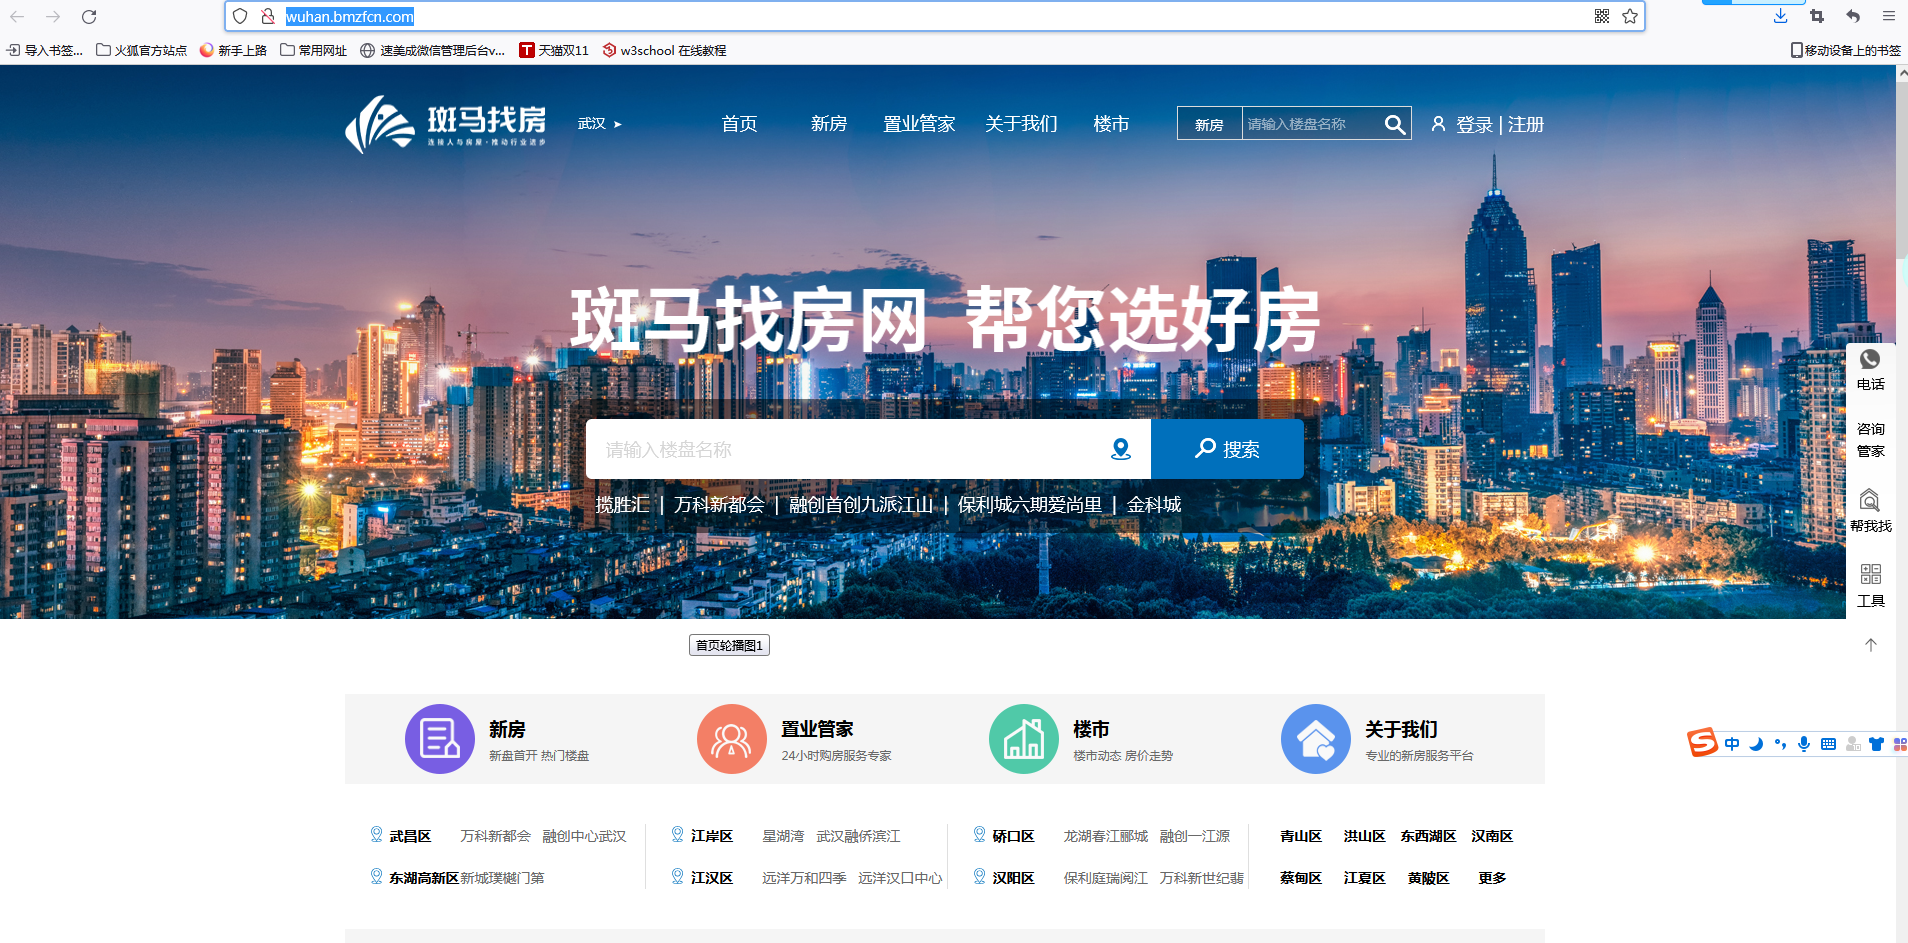 wuhan.bmzfcn.com
导入书签... 火狐官方站点 新手上路 常用网址 速美成微信管理后台v... 天猫双11 w3school 在线教程 移动设备上的书签
斑马找房 武汉 首页 新房 置业管家 关于我们 楼市 新房 请输入楼盘名称 登录 | 注册
连接人与房屋·推动行业进步
斑马找房网 帮您选好房
电话
咨询
管家
帮我找
工具
请输入楼盘名称 搜索
揽胜汇 | 万科新都会 | 融创首创九派江山 | 保利城六期爱尚里 | 金科城
首页轮播图1
新房
新盘首开 热门楼盘
置业管家
24小时购房服务专家
楼市
楼市动态 房价走势
关于我们
专业的新房服务平台
中
武昌区 万科新都会 融创中心武汉 江岸区 星湖湾 武汉融侨滨江 硚口区 龙湖春江郦城 融创一江源 青山区 洪山区 东西湖区 汉南区
东湖高新区 新城璞樾门第 江汉区 远洋万和四季 远洋汉口中心 汉阳区 保利庭瑞阅江 万科新世纪翡 蔡甸区 江夏区 黄陂区 更多